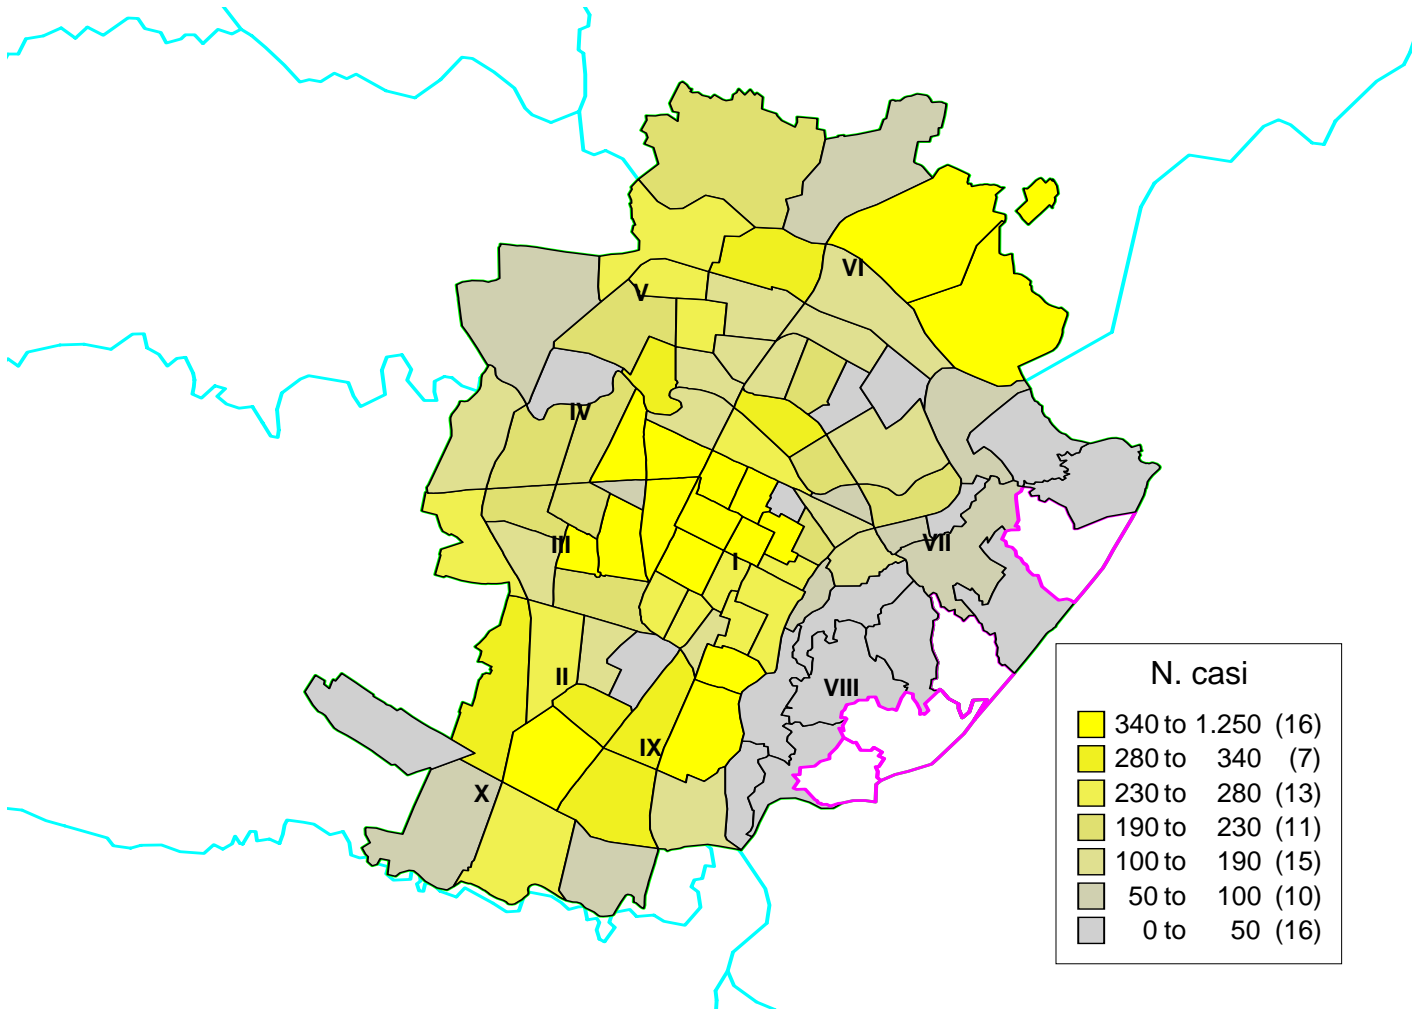 VI
V
IV
III
VII
I
II
VIII
IX
X
N. casi
340 to 1.250 (16)
280 to 340 (7)
230 to 280 (13)
190 to 230 (11)
100 to 190 (15)
50 to 100 (10)
0 to 50 (16)